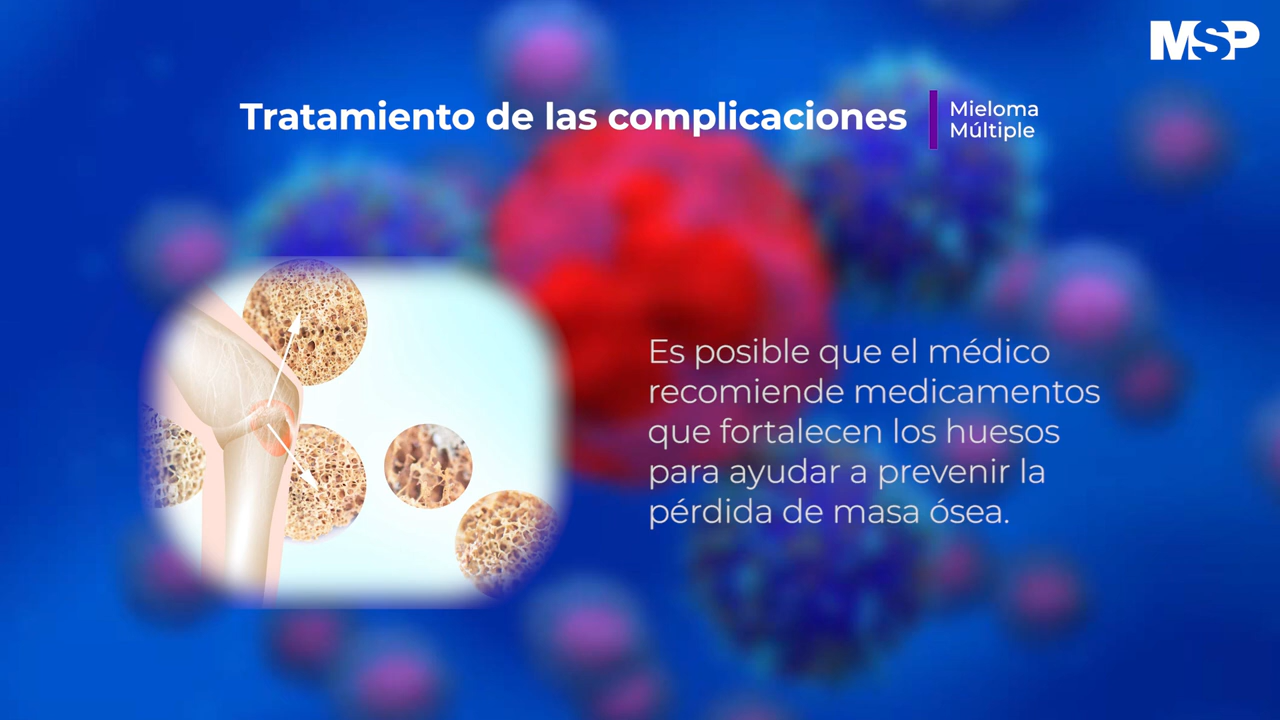 MSP
Tratamiento de las complicaciones
Mieloma
Múltiple
Es posible que el médico
recomiende medicamentos
que fortalecen los huesos
para ayudar a prevenir la
pérdida de masa ósea.